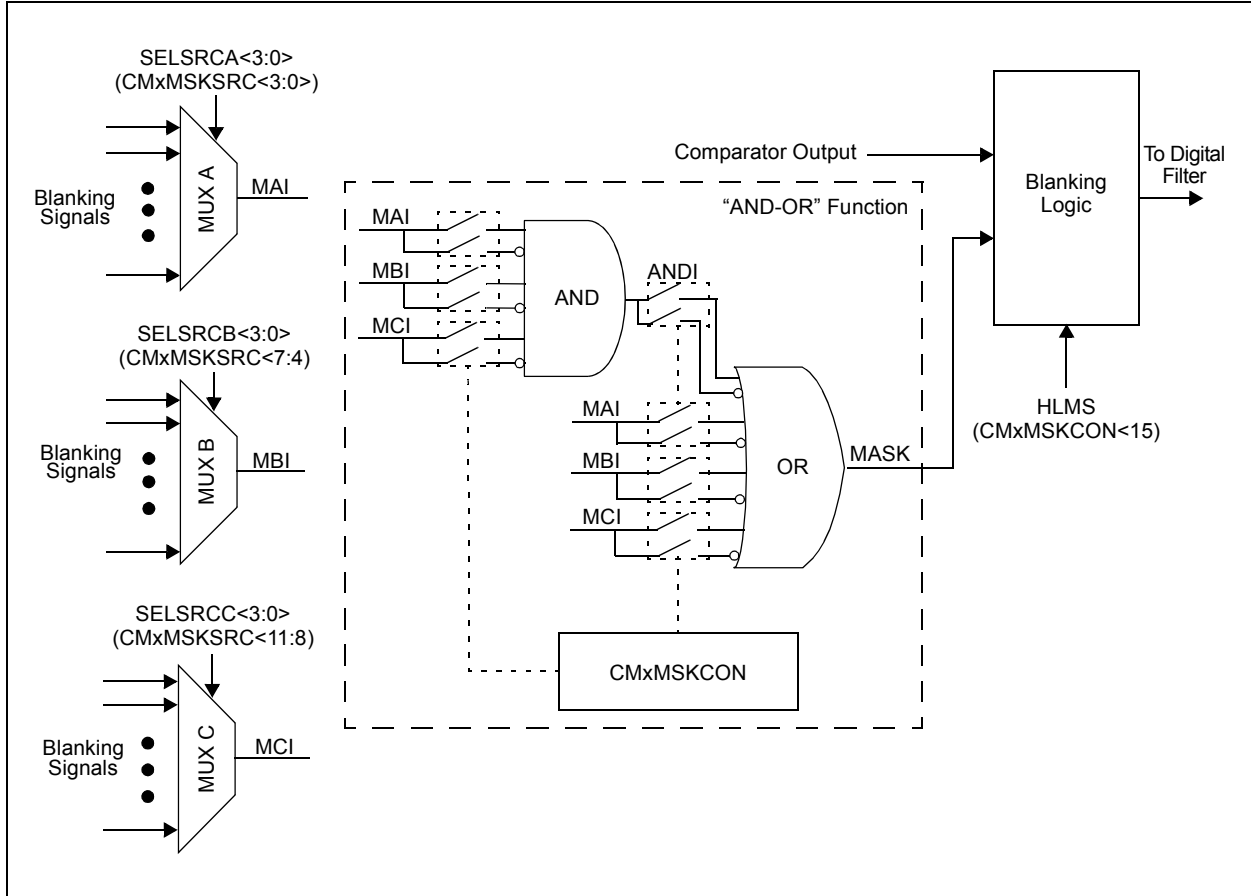 SELSRCA<3:0>
(CMxMSKSRC<3:0>)
MUX A
MAI
Blanking
Signals
SELSRCB<3:0>
(CMxMSKSRC<7:4)
MUX B
MBI
Blanking
Signals
SELSRCC<3:0>
(CMxMSKSRC<11:8)
MUX C
MCI
Blanking
Signals
Comparator Output
"AND-OR" Function
MAI
MBI
MCI
AND
ANDI
MAI
MBI
MCI
OR
MASK
CMxMSKCON
Blanking
Logic
To Digital
Filter
HLMS
(CMxMSKCON<15)